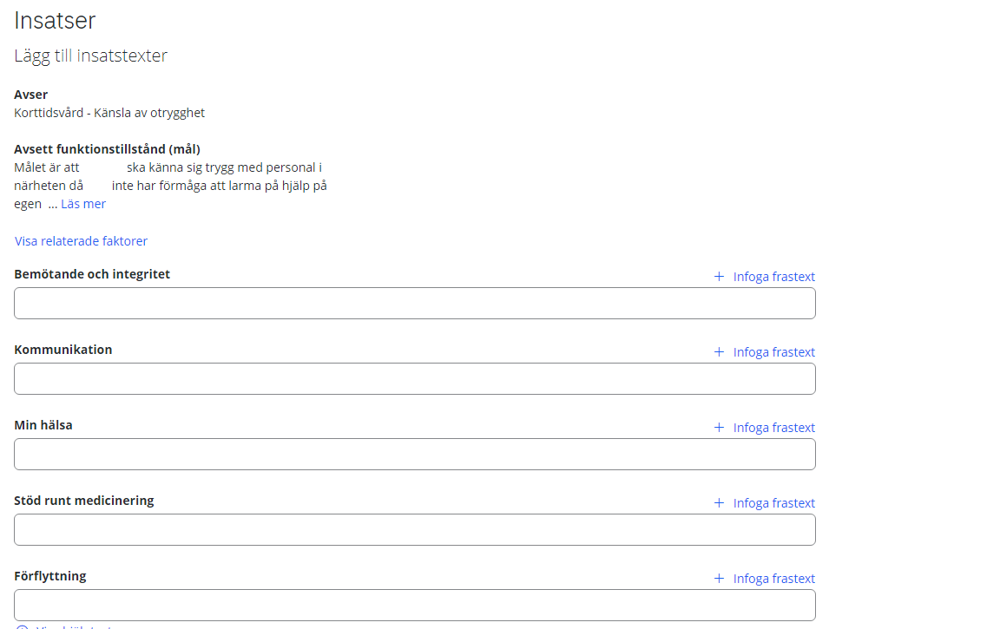 Insatser
Lägg till insatstexter
Avser
Korttidsvård - Känsla av otrygghet
Avsett funktionstillstånd (mål)
Målet är att ska känna sig trygg med personal i
närheten då inte har förmåga att larma på hjälp på
egen ... Läs mer
Visa relaterade faktorer
Bemötande och integritet
+ Infoga frastext
Kommunikation
+ Infoga frastext
Min hälsa
+ Infoga frastext
Stöd runt medicinering
+ Infoga frastext
Förflyttning
+ Infoga frastext